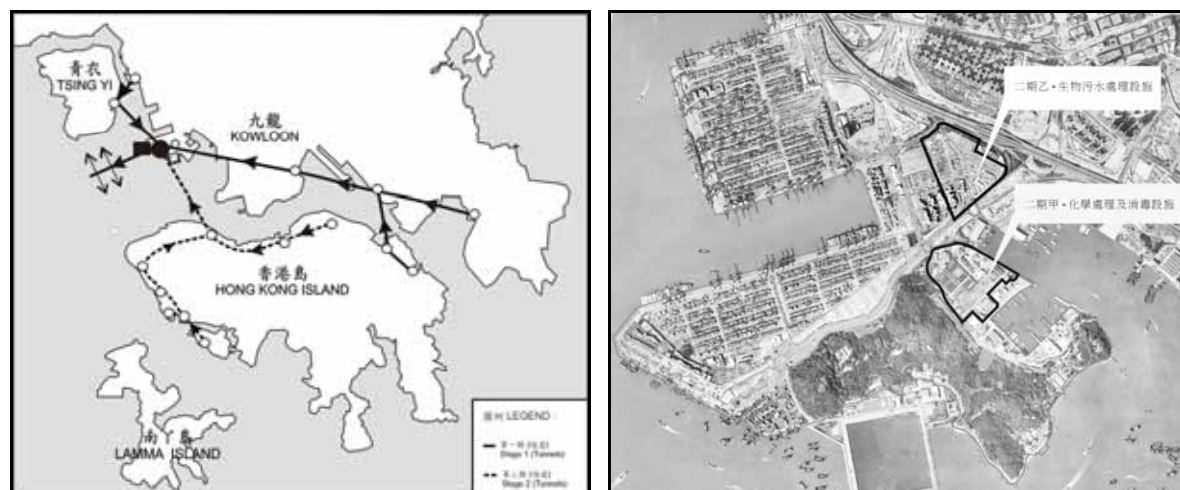 青衣
TSING YI
九龍
KOWLOON
香港島
HONG KONG ISLAND
南丫島
LAMMA ISLAND
圖例 LEGEND :
Stage 1 (Tunnels)
Stage 2 (Tunnels)
二期乙・生物污水處理設施
二期甲・化學處理及消毒設施